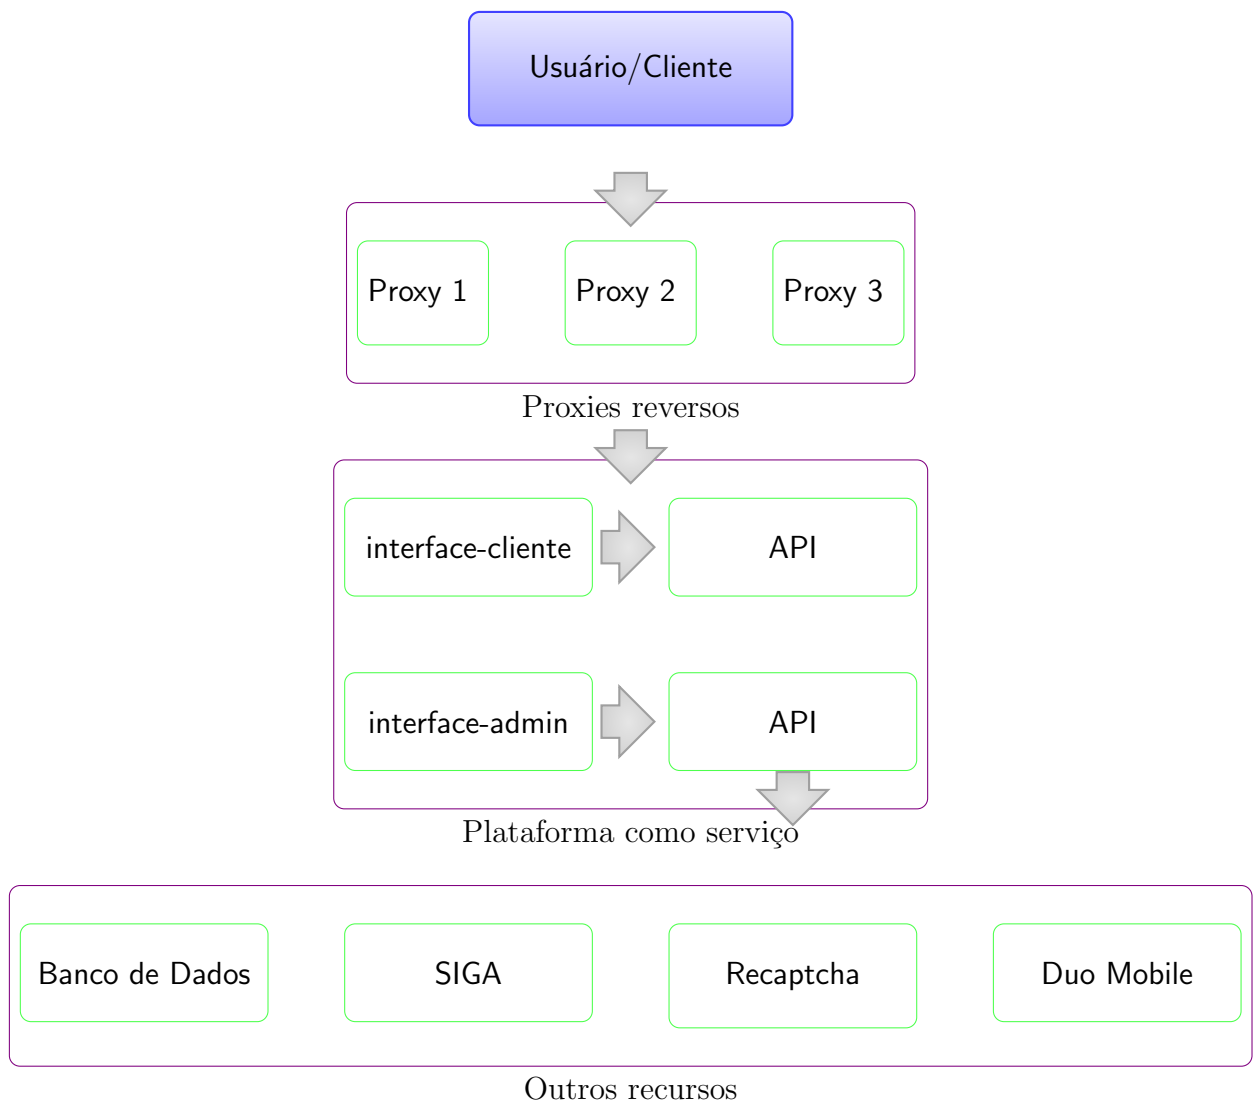 Usuário/Cliente
Proxy 1
Proxy 2
Proxy 3
Proxies reversos
interface-cliente
API
interface-admin
API
Plataforma como serviço
Banco de Dados
SIGA
Recaptcha
Duo Mobile
Outros recursos